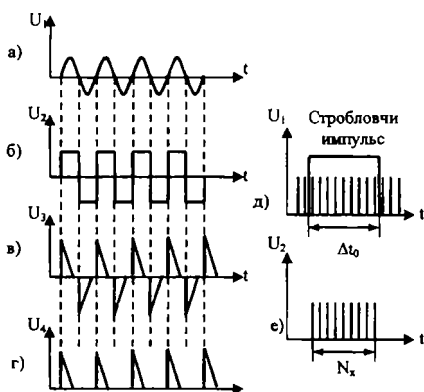 U₁
а)
t
U₂
б)
t
U₃
в)
t
U₄
г)
t
U₁
Стробловчи
импульс
д)
t
Δt₀
U₂
е)
t
Nₓ